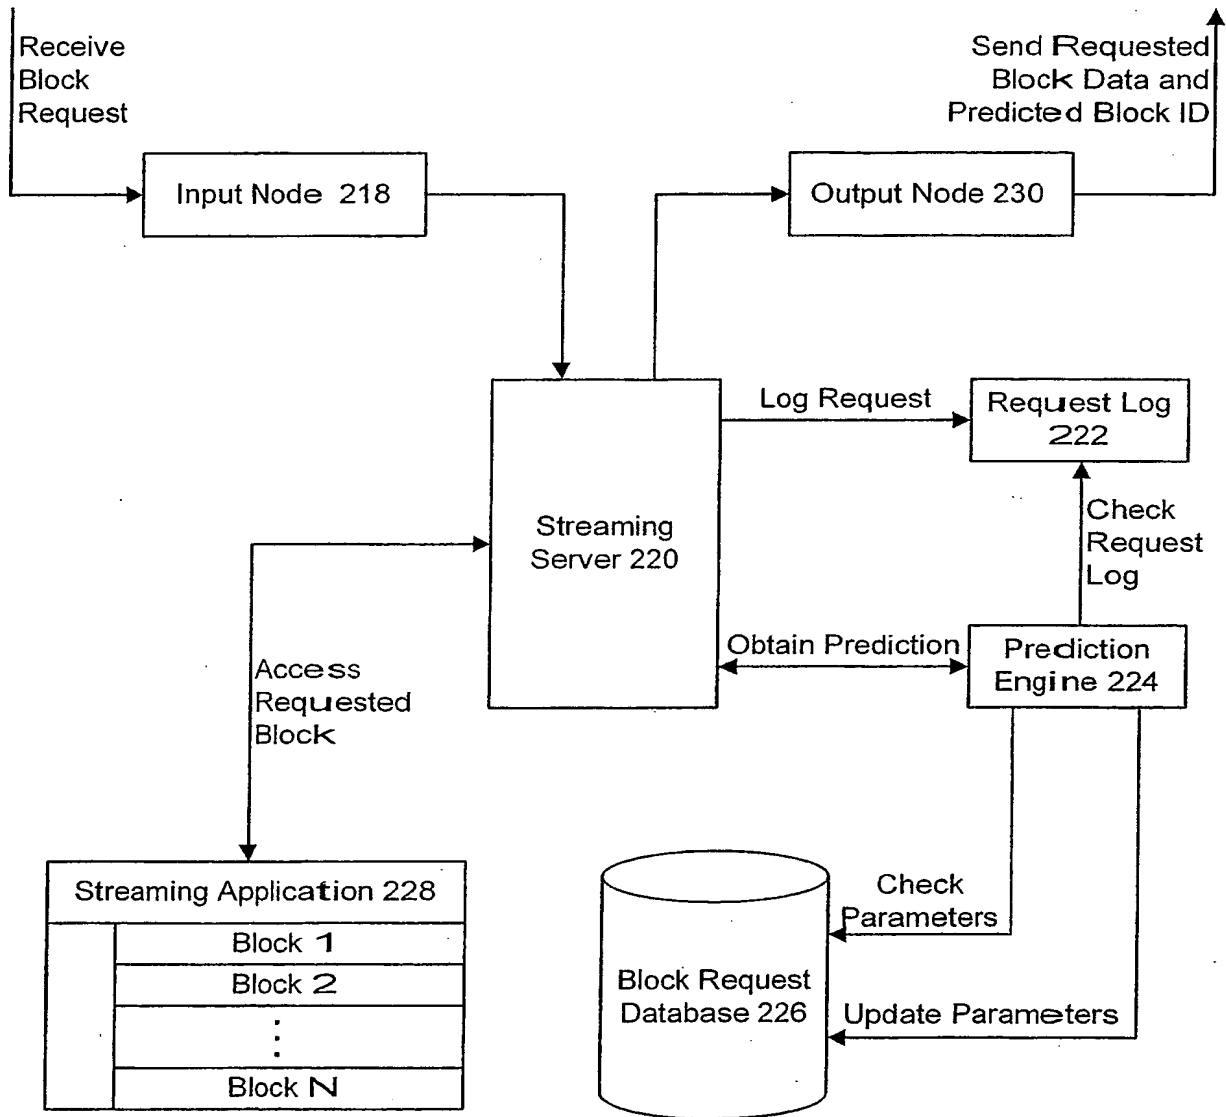 Receive
Block
Request
Send Requested
Block Data and
Predicted Block ID
Input Node 218
Output Node 230
Log Request
Request Log
222
Streaming
Server 220
Check
Request
Log
Obtain Prediction
Prediction
Engine 224
Access
Requested
Block
Streaming Application 228
Block 1
Block 2
⋮
Block N
Check
Parameters
Block Request
Database 226
Update Parameters